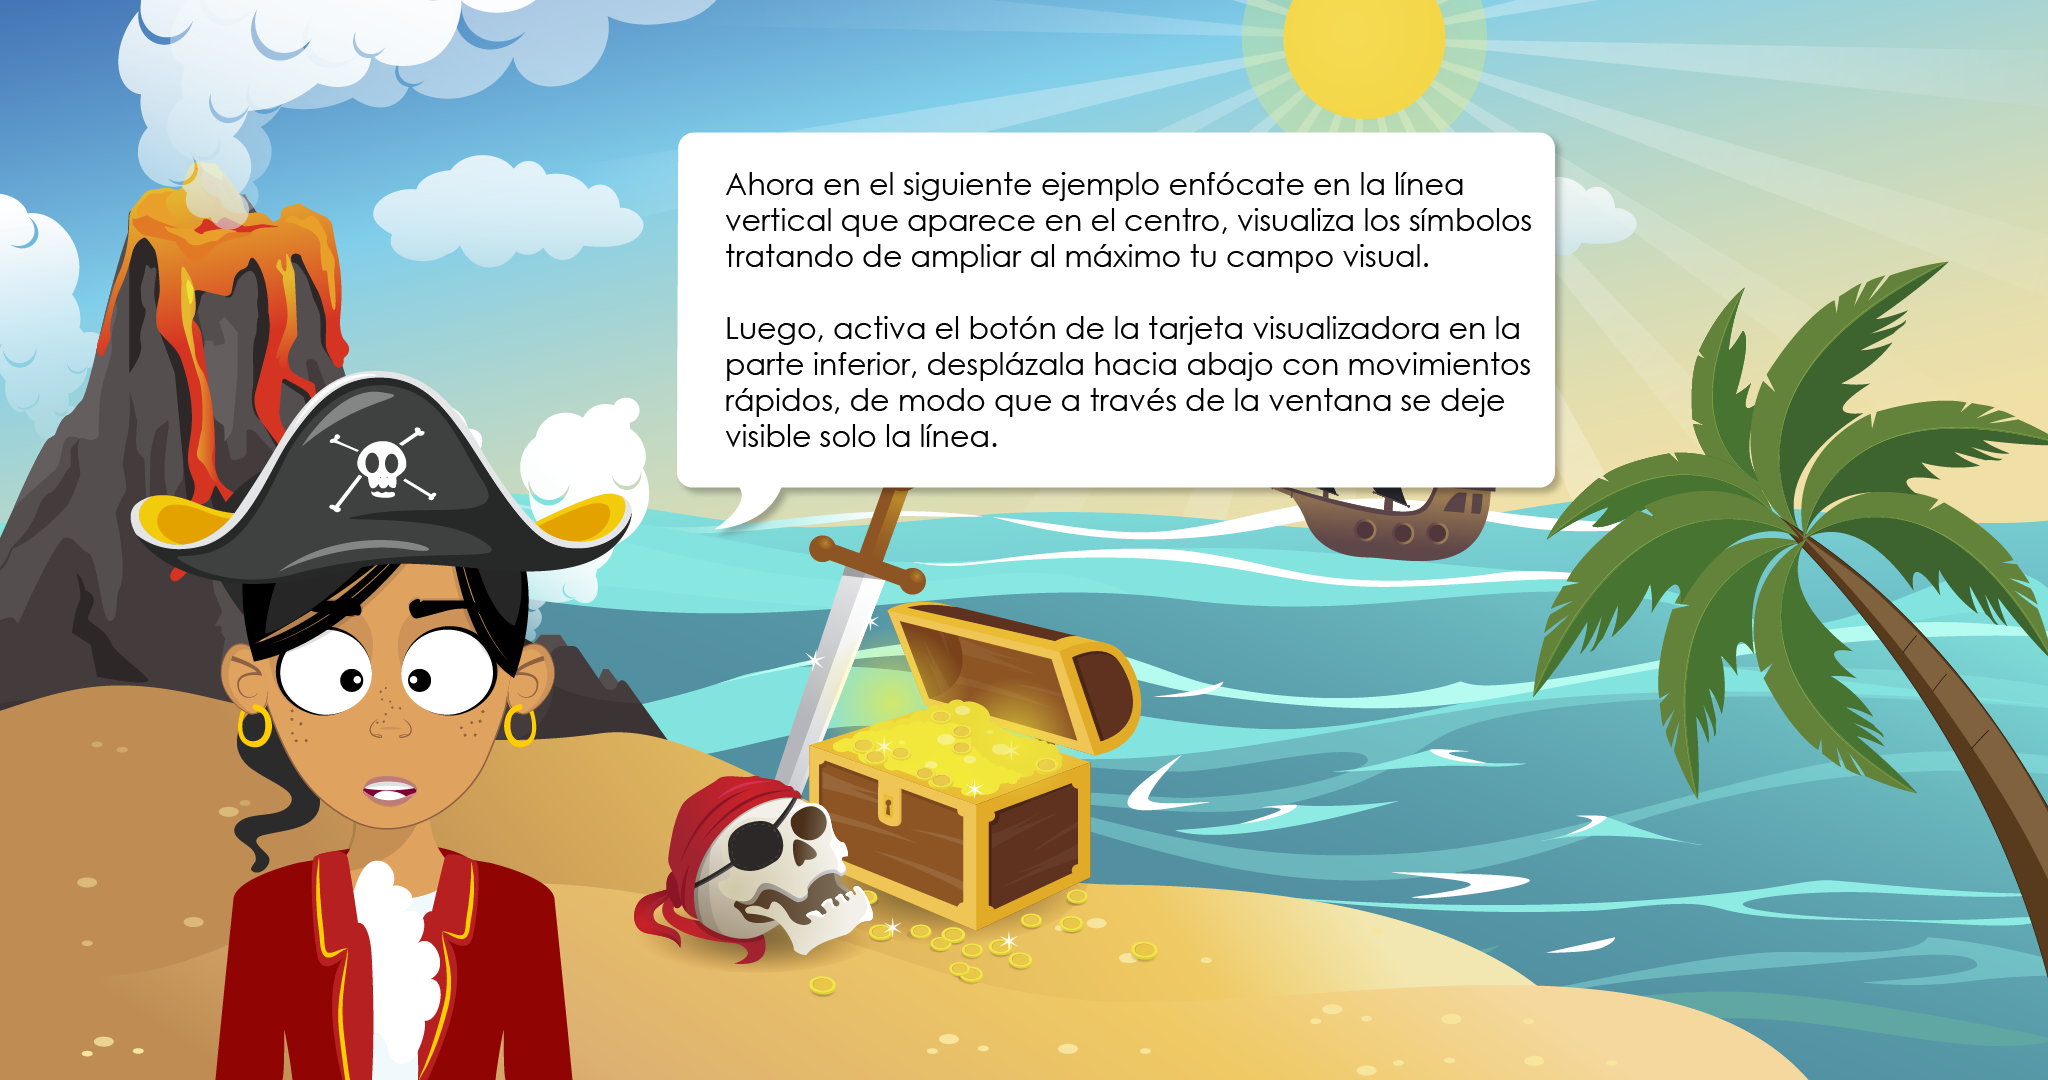 Ahora en el siguiente ejemplo enfócate en la línea
vertical que aparece en el centro, visualiza los símbolos
tratando de ampliar al máximo tu campo visual.
Luego, activa el botón de la tarjeta visualizadora en la
parte inferior, desplázala hacia abajo con movimientos
rápidos, de modo que a través de la ventana se deje
visible solo la línea.